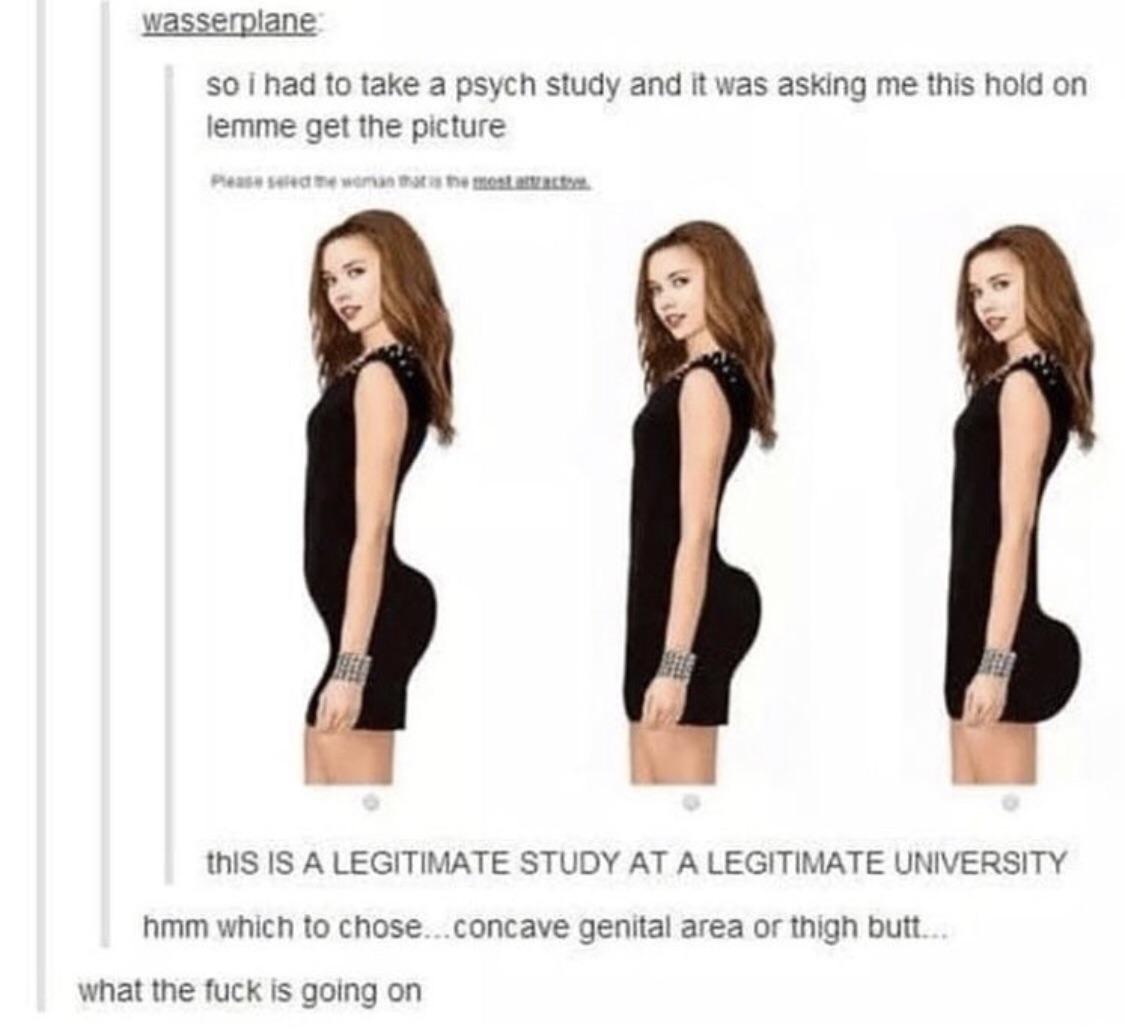 wasserplane:
so i had to take a psych study and it was asking me this hold on
lemme get the picture
Please select the woman that is the most attractive.
thIS IS A LEGITIMATE STUDY AT A LEGITIMATE UNIVERSITY
hmm which to chose...concave genital area or thigh butt...
what the fuck is going on